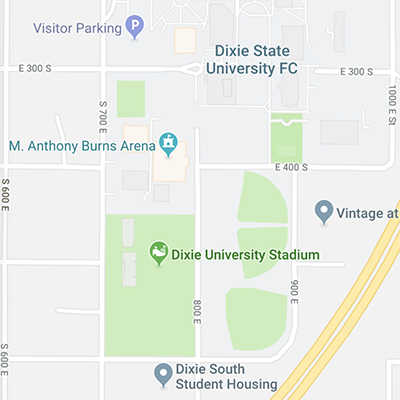 Visitor Parking
P
Dixie State
University FC
E 300 S
E 300 S
1000 E St
S 700 E
M. Anthony Burns Arena
E 400 S
S 600 E
Vintage at
Dixie University Stadium
800 E
900 E
S 600 E
Dixie South
Student Housing